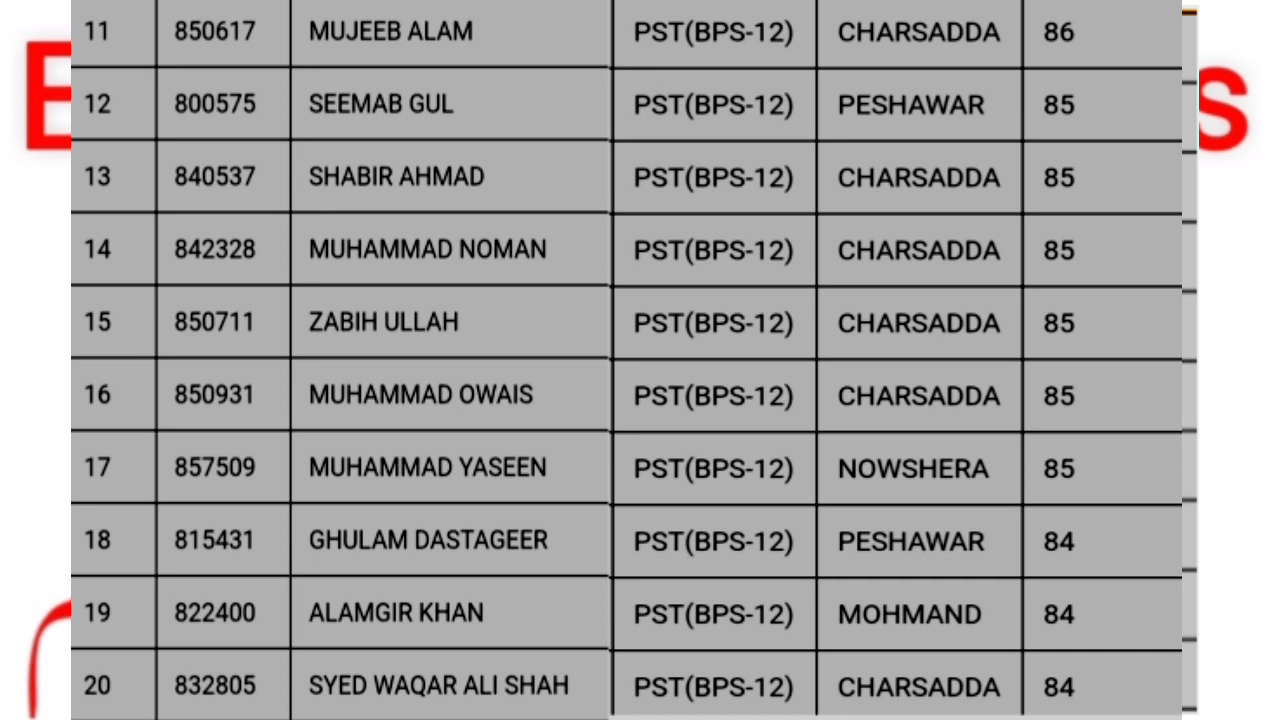 11 850617 MUJEEB ALAM PST(BPS-12) CHARSADDA 86
12 800575 SEEMAB GUL PST(BPS-12) PESHAWAR 85
13 840537 SHABIR AHMAD PST(BPS-12) CHARSADDA 85
14 842328 MUHAMMAD NOMAN PST(BPS-12) CHARSADDA 85
15 850711 ZABIH ULLAH PST(BPS-12) CHARSADDA 85
16 850931 MUHAMMAD OWAIS PST(BPS-12) CHARSADDA 85
17 857509 MUHAMMAD YASEEN PST(BPS-12) NOWSHERA 85
18 815431 GHULAM DASTAGEER PST(BPS-12) PESHAWAR 84
19 822400 ALAMGIR KHAN PST(BPS-12) MOHMAND 84
20 832805 SYED WAQAR ALI SHAH PST(BPS-12) CHARSADDA 84